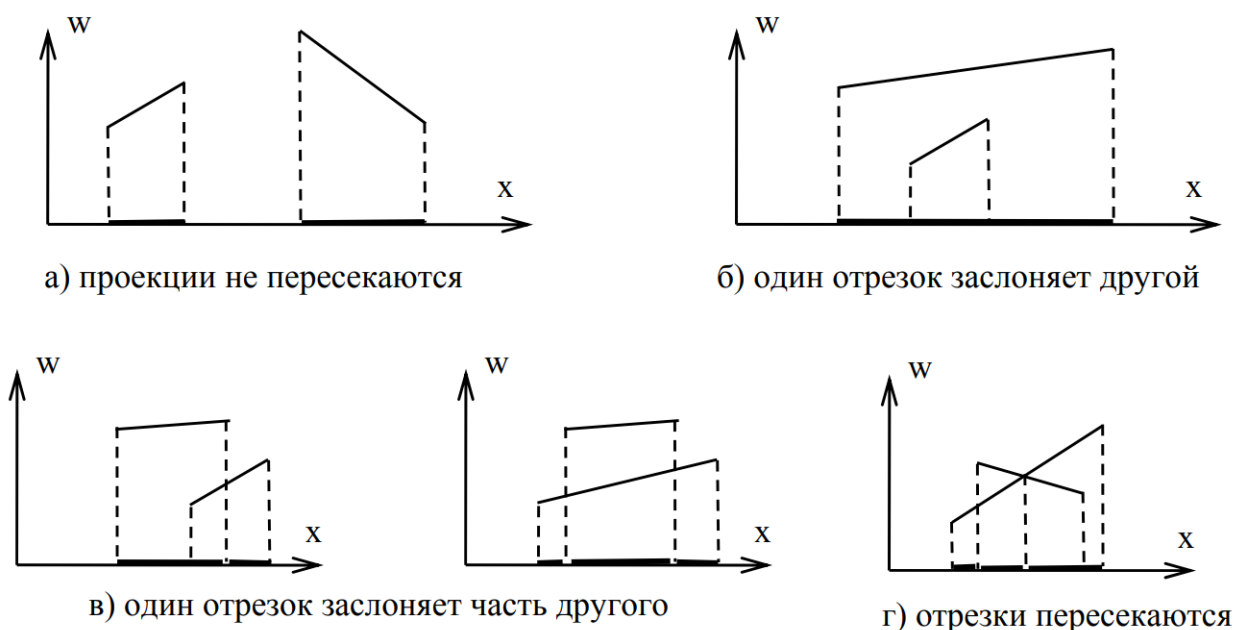 w
x
а) проекции не пересекаются
w
x
б) один отрезок заслоняет другой
w
x
w
x
в) один отрезок заслоняет часть другого
w
x
г) отрезки пересекаются